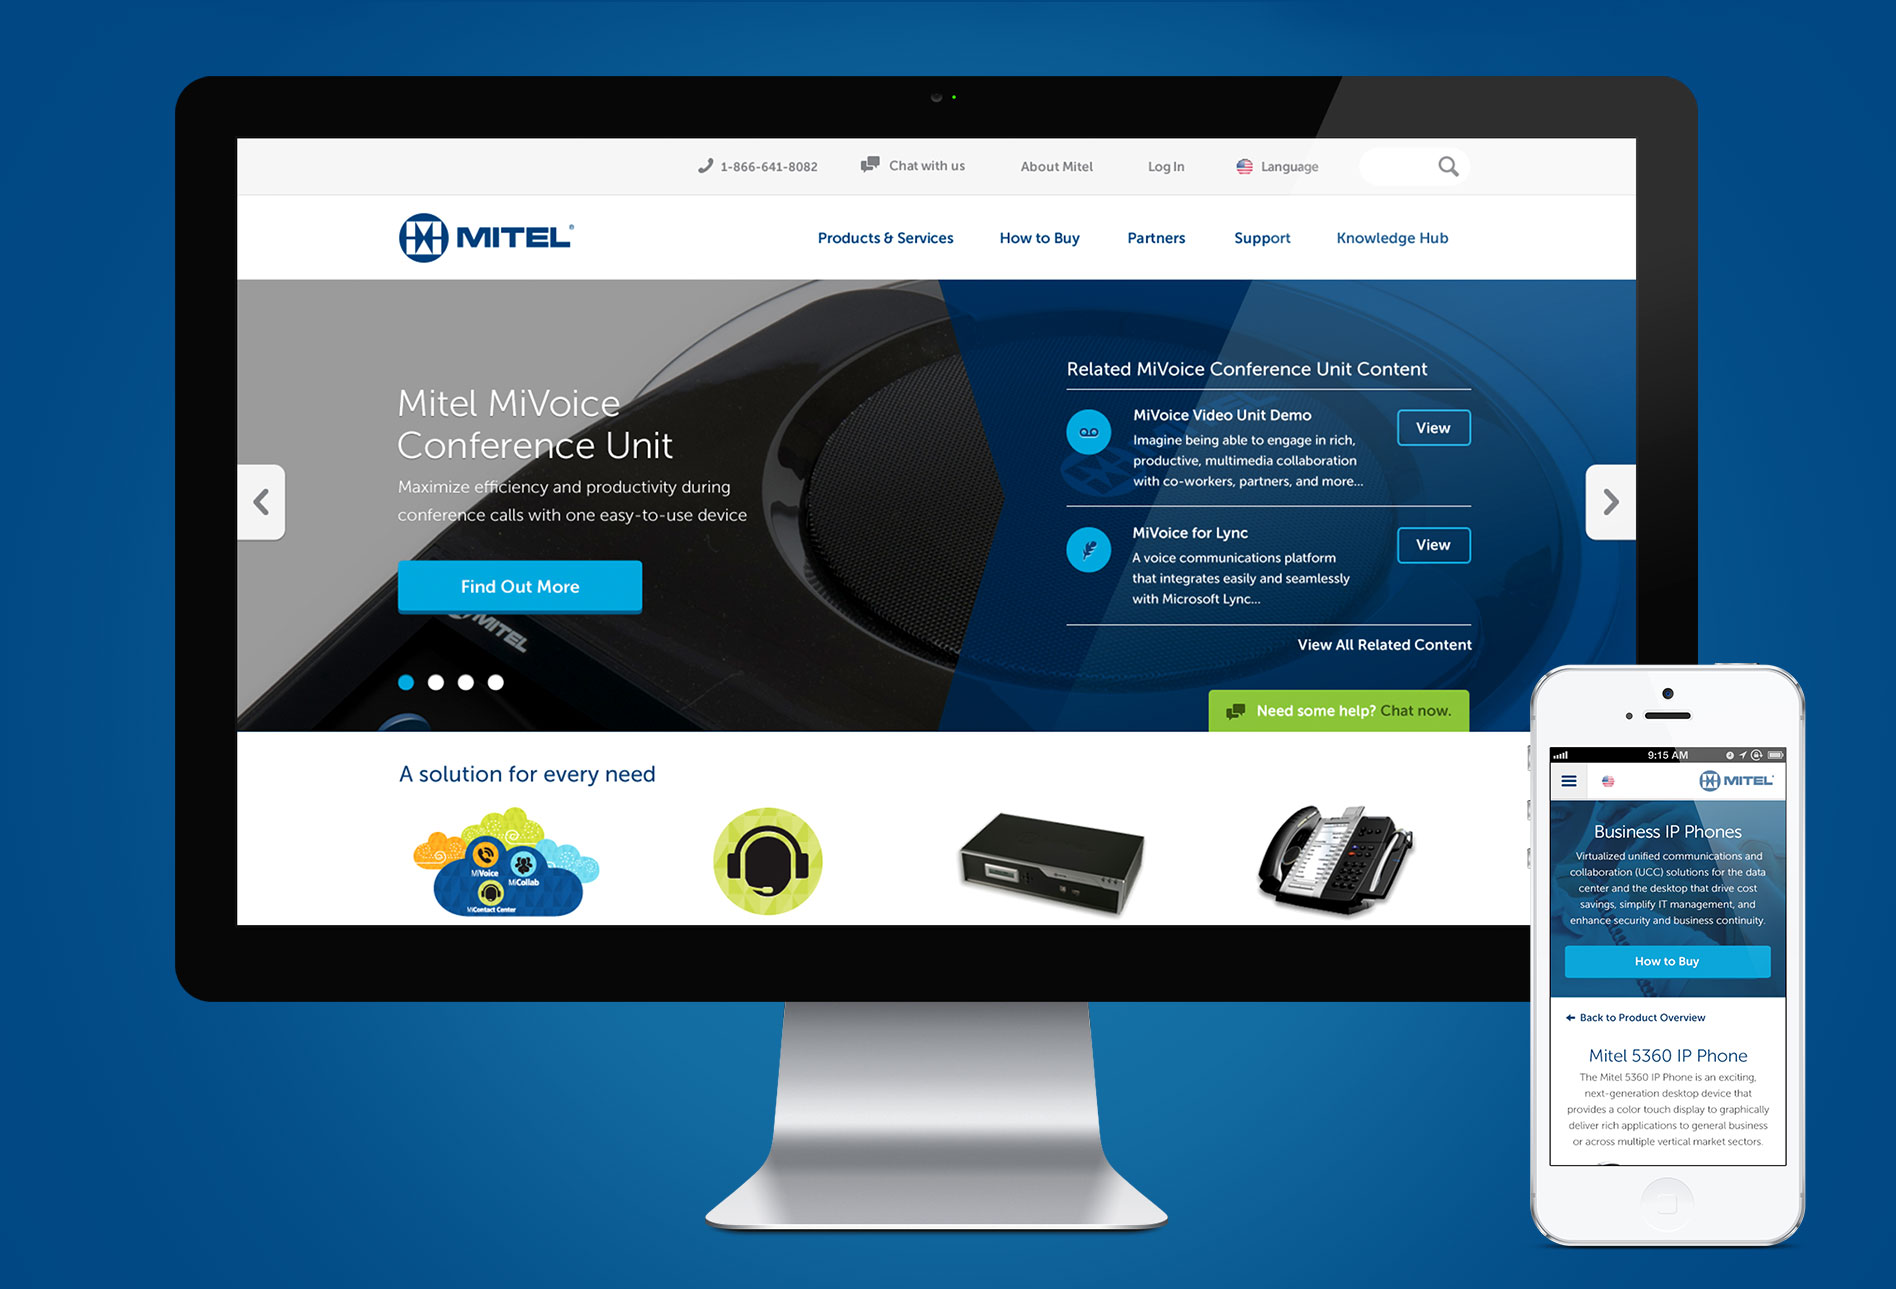 1-866-641-8082
Chat with us
About Mitel
Log In
Language
MITEL®
Products & Services
How to Buy
Partners
Support
Knowledge Hub
Mitel MiVoice
Conference Unit
Maximize efficiency and productivity during
conference calls with one easy-to-use device
Find Out More
MITEL
Related MiVoice Conference Unit Content
MiVoice Video Unit Demo
Imagine being able to engage in rich,
productive, multimedia collaboration
with co-workers, partners, and more...
View
MiVoice for Lync
A voice communications platform
that integrates easily and seamlessly
with Microsoft Lync...
View
View All Related Content
Need some help? Chat now.
A solution for every need
MiVoice
MiCollab
MiContact Center
9:15 AM
MITEL
Business IP Phones
Virtualized unified communications and
collaboration (UCC) solutions for the data
center and the desktop that drive cost
savings, simplify IT management, and
enhance security and business continuity.
How to Buy
Back to Product Overview
Mitel 5360 IP Phone
The Mitel 5360 IP Phone is an exciting,
next-generation desktop device that
provides a color touch display to graphically
deliver rich applications to general business
or across multiple vertical market sectors.